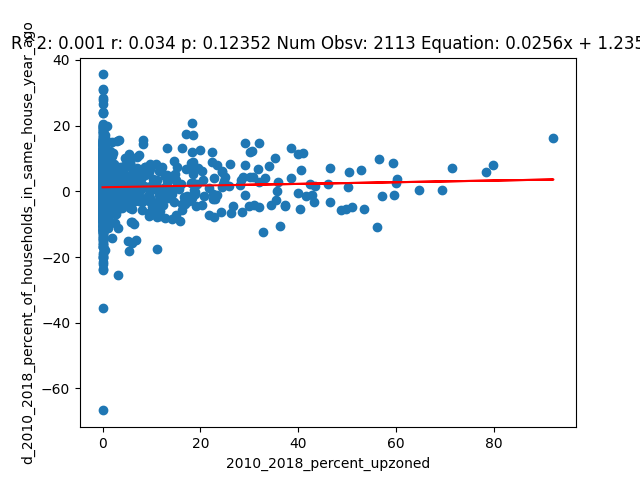 R^2: 0.001 r: 0.034 p: 0.12352 Num Obsv: 2113 Equation: 0.0256x + 1.235
d_2010_2018_percent_of_households_in_same_house_year_ago
40
20
0
−20
−40
−60
0 20 40 60 80
2010_2018_percent_upzoned